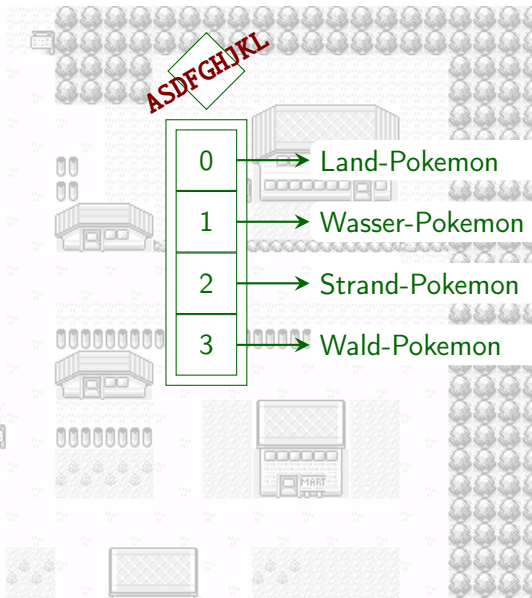 ASDFGHJKL
0 Land-Pokemon
1 Wasser-Pokemon
2 Strand-Pokemon
3 Wald-Pokemon
MART